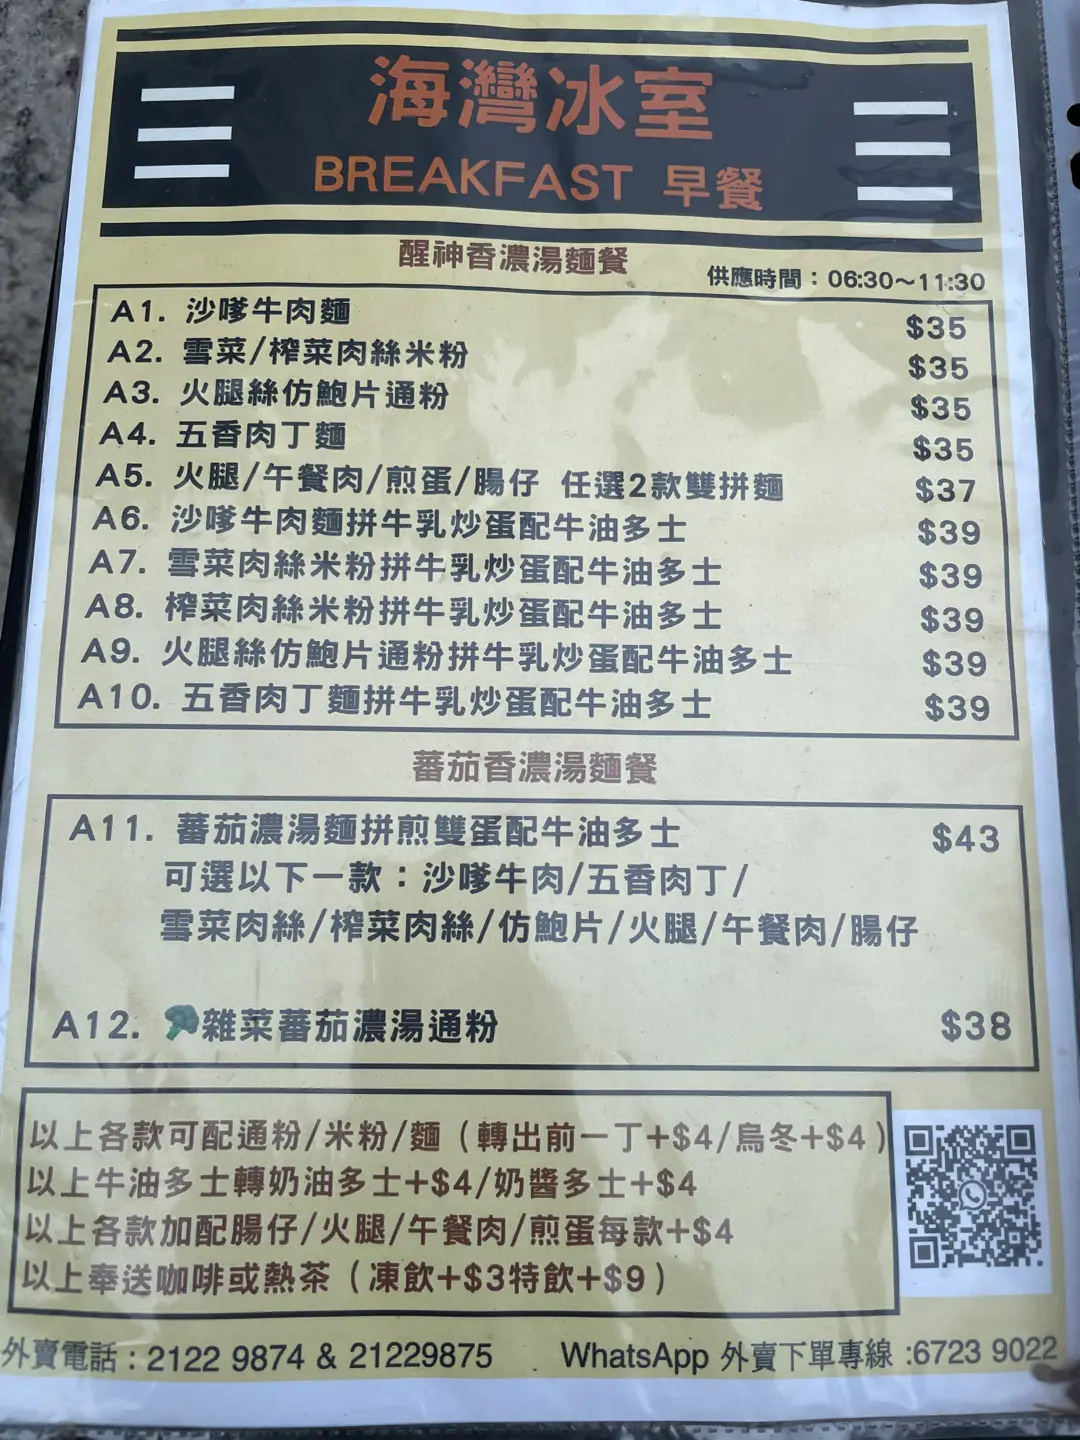 海灣冰室
BREAKFAST 早餐
醒神香濃湯麵餐
供應時間：06:30～11:30
A1. 沙嗲牛肉麵 $35
A2. 雪菜/榨菜肉絲米粉 $35
A3. 火腿絲仿鮑片通粉 $35
A4. 五香肉丁麵 $35
A5. 火腿/午餐肉/煎蛋/腸仔 任選2款雙拼麵 $37
A6. 沙嗲牛肉麵拼牛乳炒蛋配牛油多士 $39
A7. 雪菜肉絲米粉拼牛乳炒蛋配牛油多士 $39
A8. 榨菜肉絲米粉拼牛乳炒蛋配牛油多士 $39
A9. 火腿絲仿鮑片通粉拼牛乳炒蛋配牛油多士 $39
A10. 五香肉丁麵拼牛乳炒蛋配牛油多士 $39
蕃茄香濃湯麵餐
A11. 蕃茄濃湯麵拼煎雙蛋配牛油多士 $43
可選以下一款：沙嗲牛肉/五香肉丁/
雪菜肉絲/榨菜肉絲/仿鮑片/火腿/午餐肉/腸仔
A12. 雜菜蕃茄濃湯通粉 $38
以上各款可配通粉/米粉/麵（轉出前一丁+$4/烏冬+$4）
以上牛油多士轉奶油多士+$4/奶醬多士+$4
以上各款加配腸仔/火腿/午餐肉/煎蛋每款+$4
以上奉送咖啡或熱茶（凍飲+$3特飲+$9）
外賣電話：2122 9874 & 21229875 WhatsApp 外賣下單專線 :6723 9022